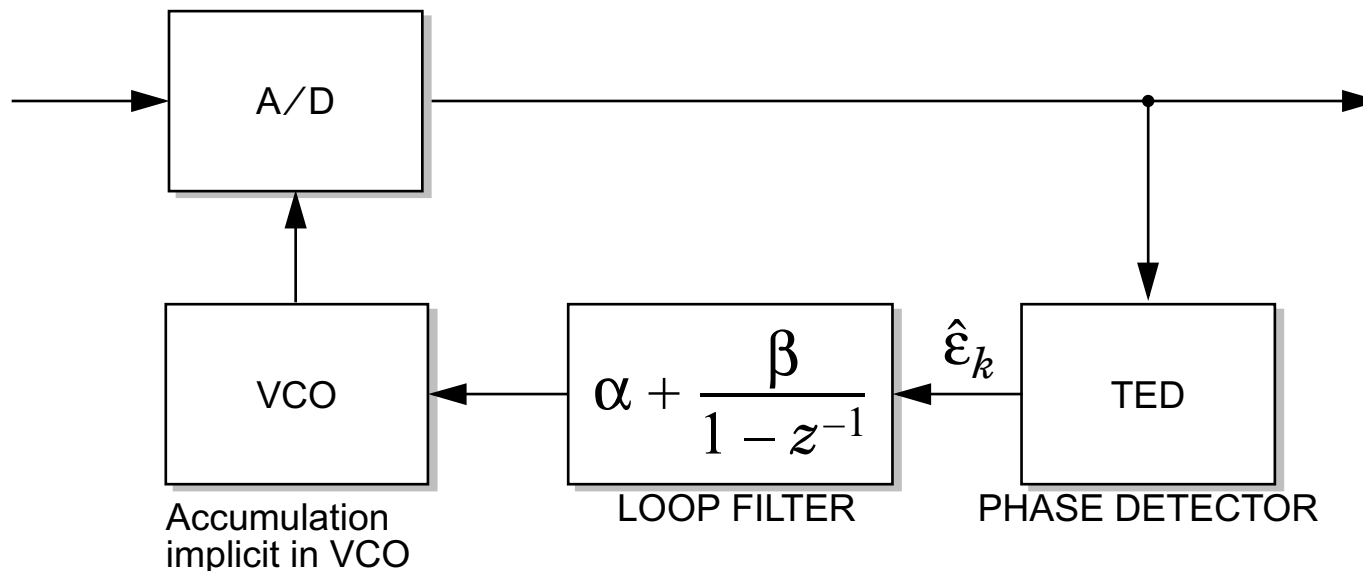 A/D
VCO
α + β / (1 − z⁻¹)
ε̂ₖ
TED
LOOP FILTER
PHASE DETECTOR
Accumulation
implicit in VCO